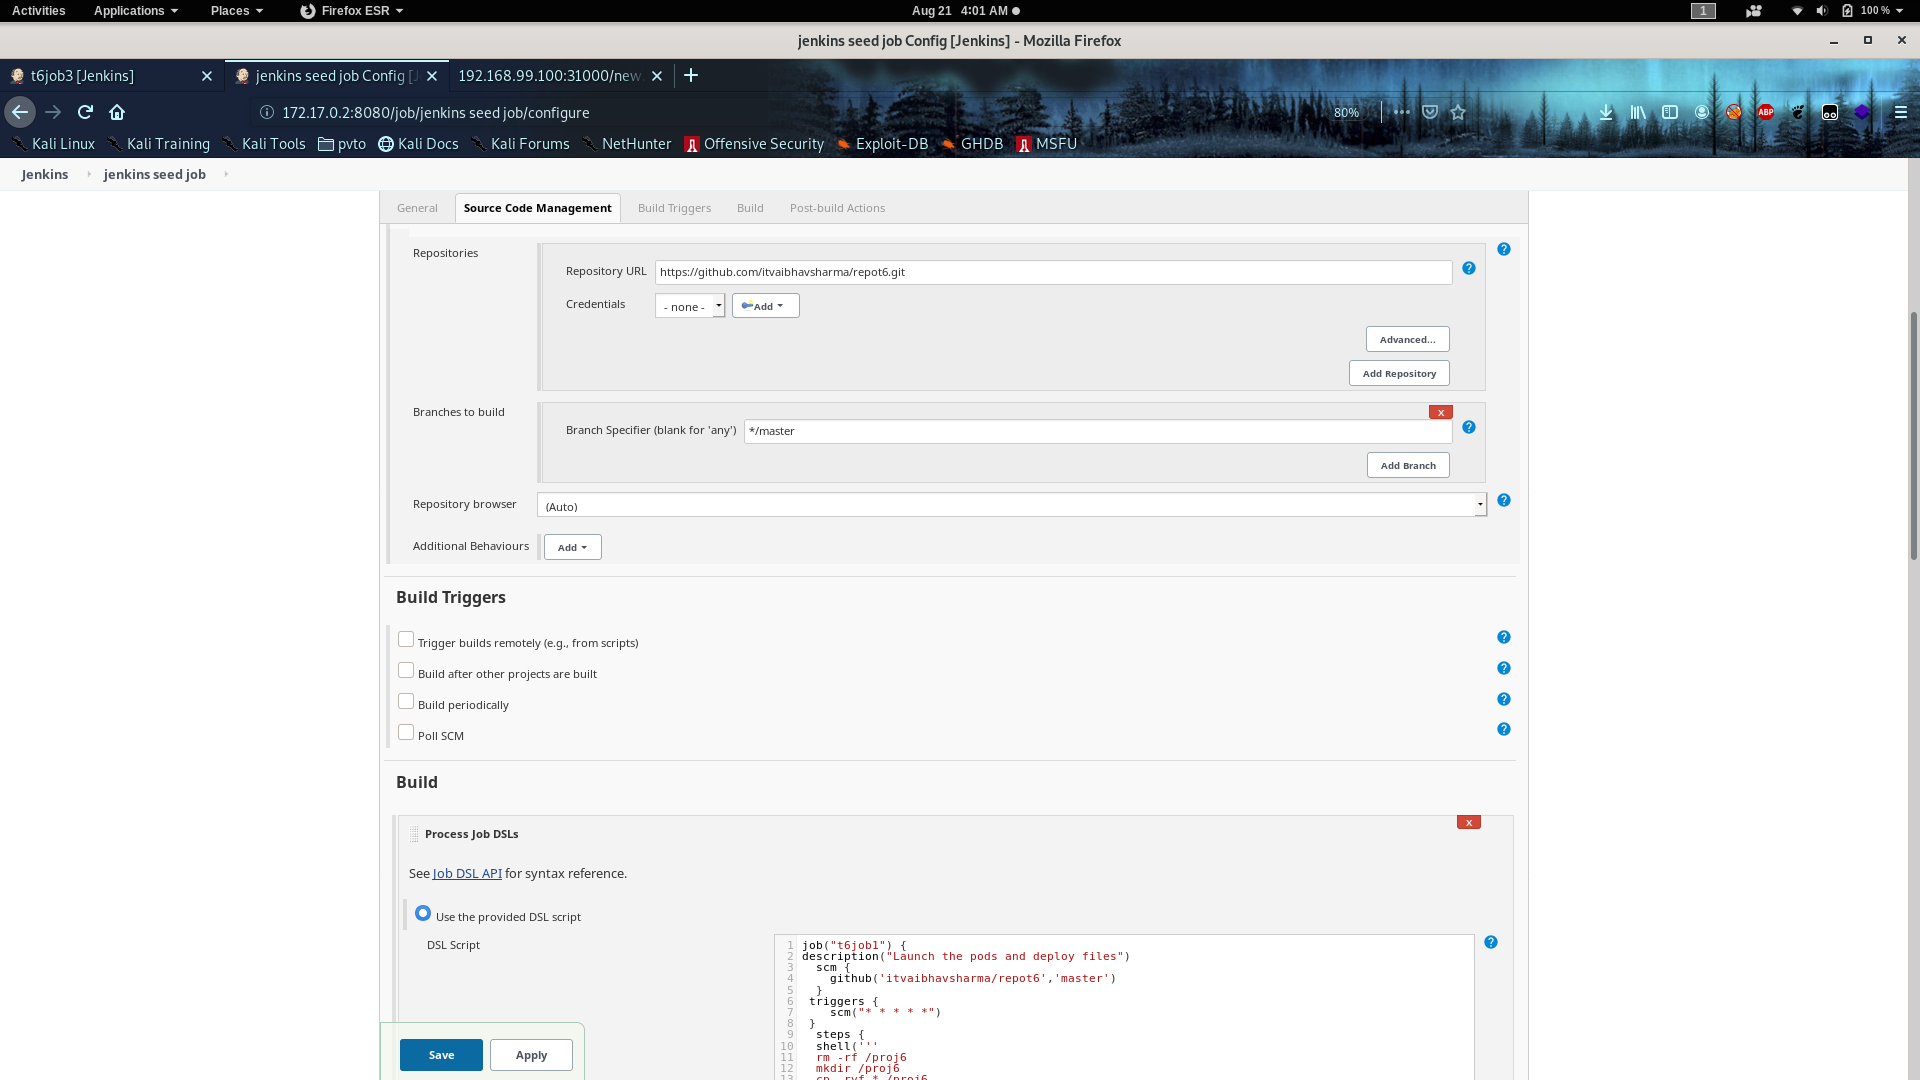 Activities Applications Places Firefox ESR Aug 21 4:01 AM 1 100 %
jenkins seed job Config [Jenkins] - Mozilla Firefox
t6job3 [Jenkins] jenkins seed job Config [J 192.168.99.100:31000/new
172.17.0.2:8080/job/jenkins seed job/configure 80% ABP
Kali Linux Kali Training Kali Tools pvto Kali Docs Kali Forums NetHunter Offensive Security Exploit-DB GHDB MSFU
Jenkins jenkins seed job
General Source Code Management Build Triggers Build Post-build Actions
Repositories
Repository URL https://github.com/itvaibhavsharma/repot6.git
Credentials - none - Add
Advanced...
Add Repository
Branches to build
X
Branch Specifier (blank for 'any') */master
Add Branch
Repository browser (Auto)
Additional Behaviours Add
Build Triggers
Trigger builds remotely (e.g., from scripts)
Build after other projects are built
Build periodically
Poll SCM
Build
X
Process Job DSLs
See Job DSL API for syntax reference.
Use the provided DSL script
DSL Script
1 job("t6job1") {
2 description("Launch the pods and deploy files")
3 scm {
4 github('itvaibhavsharma/repot6','master')
5 }
6 triggers {
7 scm("* * * * *")
8 }
9 steps {
10 shell('''
11 rm -rf /proj6
12 mkdir /proj6
13 cp -rvf * /proj6
Save Apply